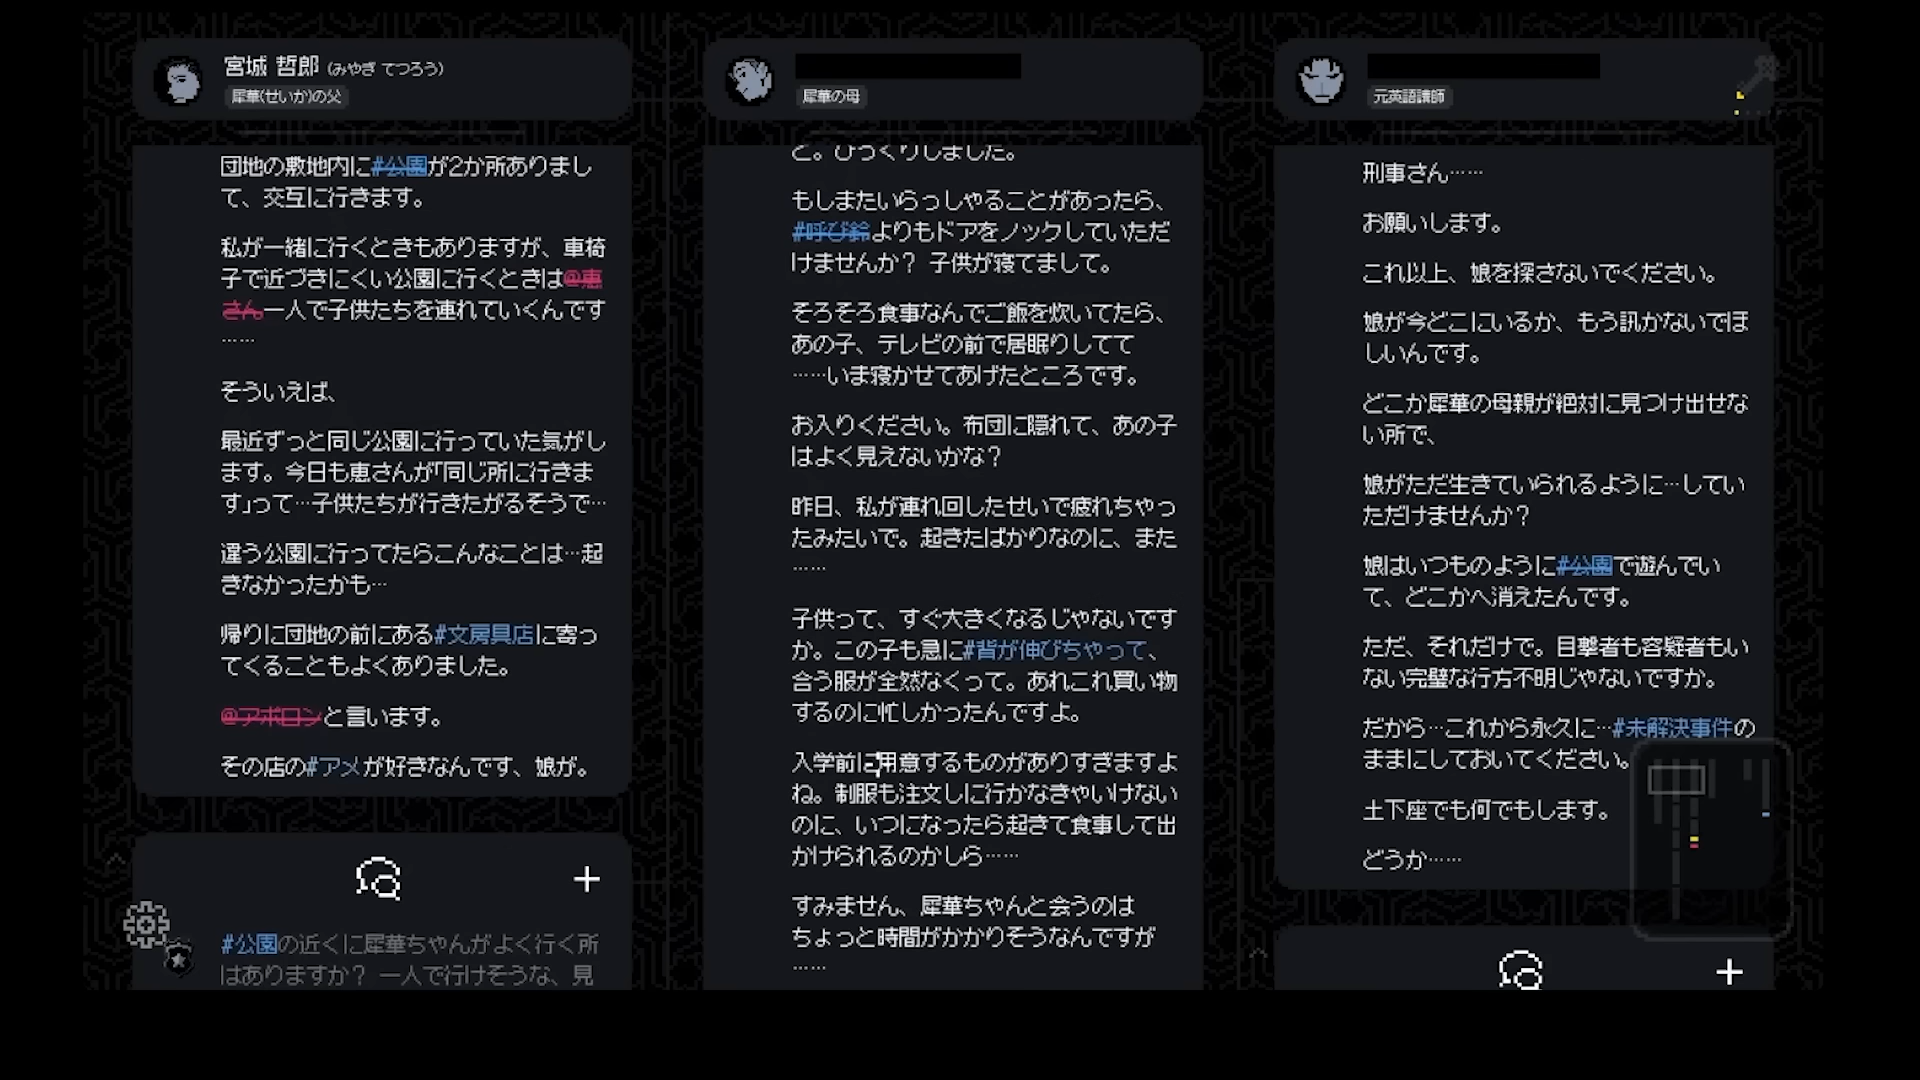 宮城 哲郎 (みやぎ てつろう)
犀華(せいか)の父
団地の敷地内に#公園が2か所ありまし
て、交互に行きます。
私が一緒に行くときもありますが、車椅
子で近づきにくい公園に行くときは@恵
さん一人で子供たちを連れていくんです
……
そういえば、
最近ずっと同じ公園に行っていた気がし
ます。今日も恵さんが「同じ所に行きま
す」って…子供たちが行きたがるそうで…
違う公園に行ってたらこんなことは…起
きなかったかも…
帰りに団地の前にある#文房具店に寄っ
てくることもよくありました。
@アポロンと言います。
その店の#アメが好きなんです、娘が。
#公園の近くに犀華ちゃんがよく行く所
はありますか? 一人で行けそうな、見
犀華の母
と。びっくりしました。
もしまたいらっしゃることがあったら、
#呼び鈴よりもドアをノックしていただ
けませんか? 子供が寝てまして。
そろそろ食事なんでご飯を炊いてたら、
あの子、テレビの前で居眠りしてて
……いま寝かせてあげたところです。
お入りください。布団に隠れて、あの子
はよく見えないかな?
昨日、私が連れ回したせいで疲れちゃっ
たみたいで。起きたばかりなのに、また
……
子供って、すぐ大きくなるじゃないです
か。この子も急に#背が伸びちゃって、
合う服が全然なくって。あれこれ買い物
するのに忙しかったんですよ。
入学前に用意するものがありすぎますよ
ね。制服も注文しに行かなきゃいけない
のに、いつになったら起きて食事して出
かけられるのかしら……
すみません、犀華ちゃんと会うのは
ちょっと時間がかかりそうなんですが
……
元英語講師
刑事さん……
お願いします。
これ以上、娘を探さないでください。
娘が今どこにいるか、もう訊かないでほ
しいんです。
どこか犀華の母親が絶対に見つけ出せな
い所で、
娘がただ生きていられるように…してい
ただけませんか?
娘はいつものように#公園で遊んでい
て、どこかへ消えたんです。
ただ、それだけで。目撃者も容疑者もい
ない完璧な行方不明じゃないですか。
だから…これから永久に…#未解決事件の
ままにしておいてください。
土下座でも何でもします。
どうか……